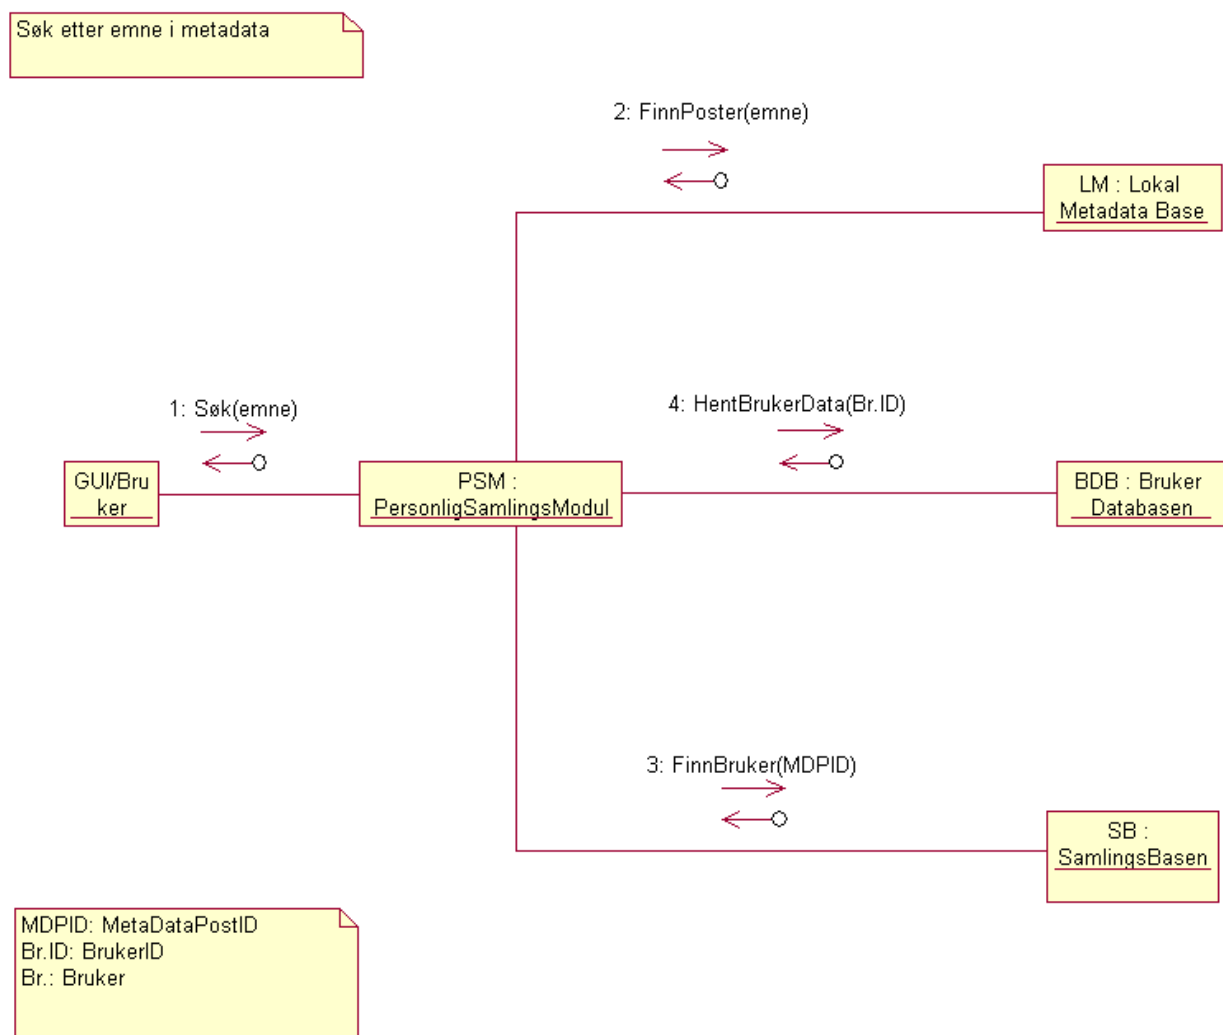 Søk etter emne i metadata
2: FinnPoster(emne)
LM : Lokal
Metadata Base
1: Søk(emne)
4: HentBrukerData(Br.ID)
GUI/Bru
ker
PSM :
PersonligSamlingsModul
BDB : Bruker
Databasen
3: FinnBruker(MDPID)
SB :
SamlingsBasen
MDPID: MetaDataPostID
Br.ID: BrukerID
Br.: Bruker